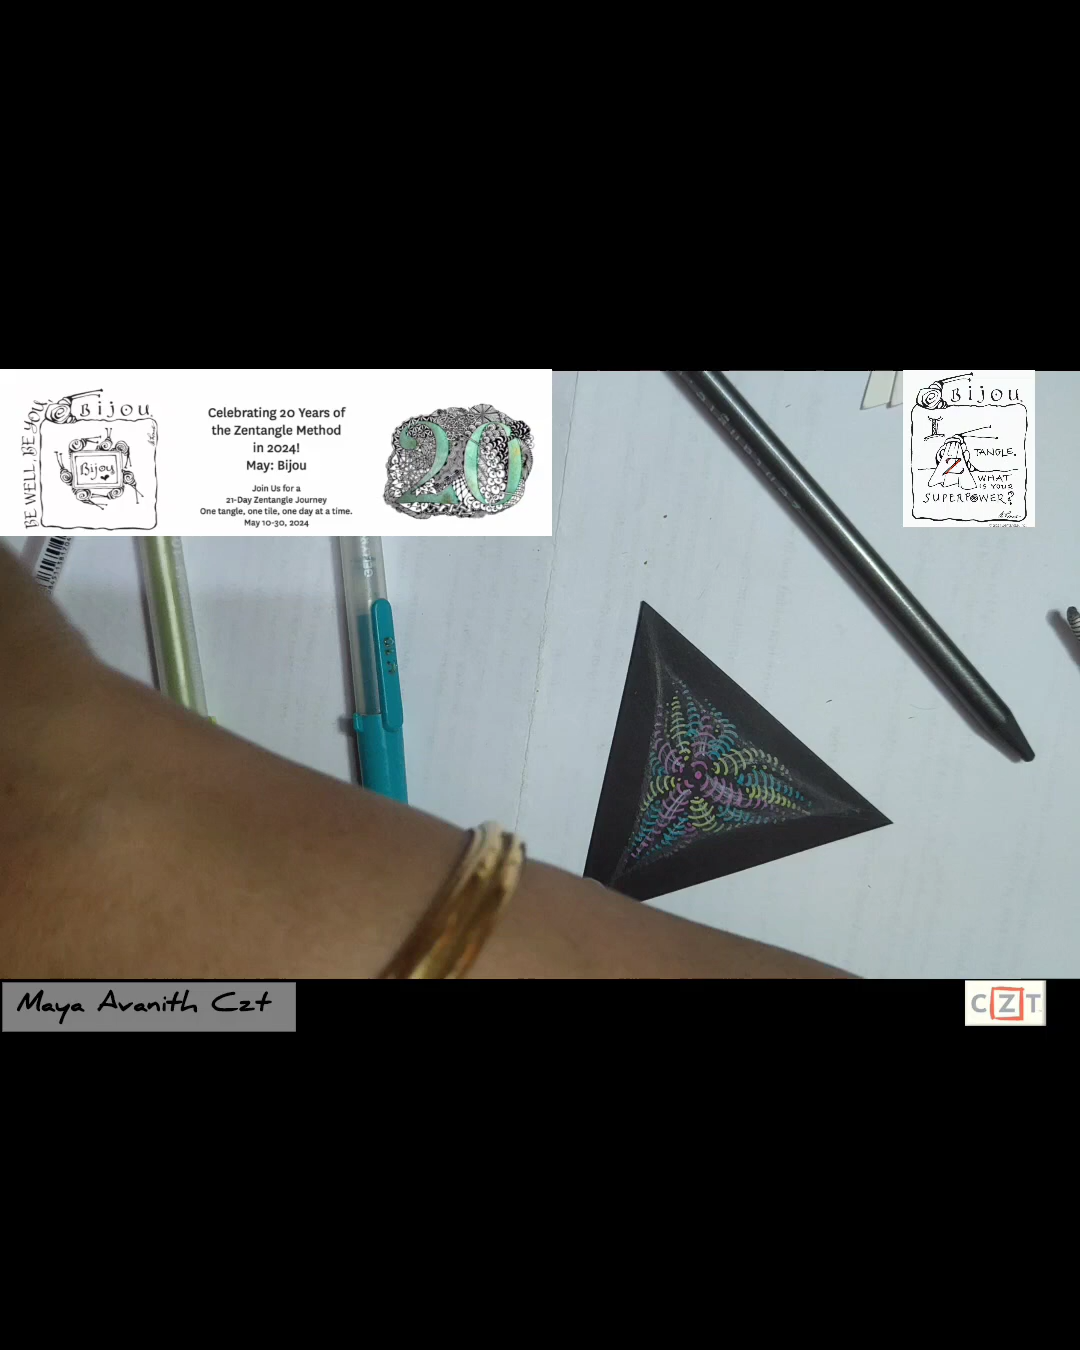 BE WELL, BE YOU,
Bijou
Bijou
Celebrating 20 Years of
the Zentangle Method
in 2024!
May: Bijou
Join Us for a
21-Day Zentangle Journey
One tangle, one tile, one day at a time.
May 10-30, 2024
20
Bijou
I
TANGLE.
Z
WHAT
IS YOUR
SUPERPOWER?
Maya Avanith Czt
CZT